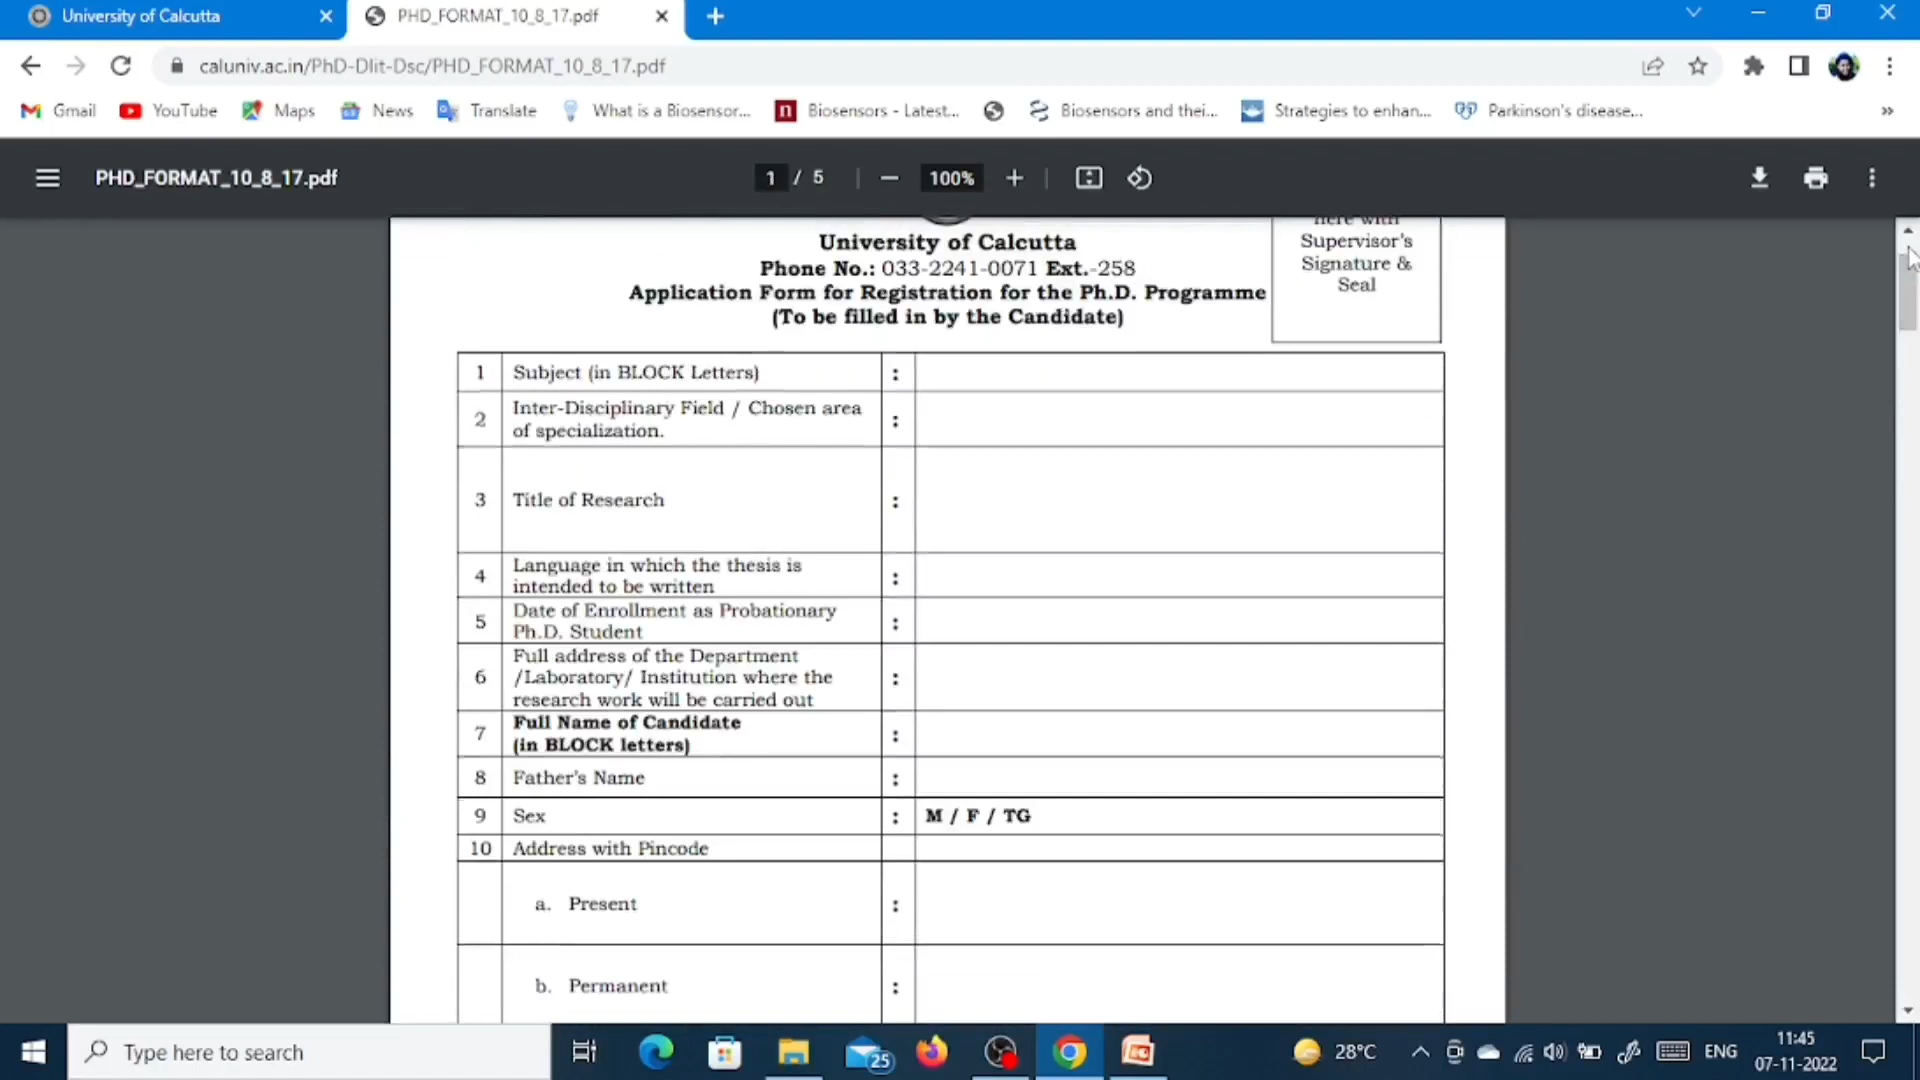 University of Calcutta
PHD_FORMAT_10_8_17.pdf
caluniv.ac.in/PhD-Dlit-Dsc/PHD_FORMAT_10_8_17.pdf
Gmail YouTube Maps News Translate What is a Biosensor... Biosensors - Latest... Biosensors and thei... Strategies to enhan... Parkinson's disease... »
PHD_FORMAT_10_8_17.pdf 1 / 5 100%
here with
Supervisor's
Signature &
Seal
University of Calcutta
Phone No.: 033-2241-0071 Ext.-258
Application Form for Registration for the Ph.D. Programme
(To be filled in by the Candidate)
1 Subject (in BLOCK Letters) :
2 Inter-Disciplinary Field / Chosen area
of specialization. :
3 Title of Research :
4 Language in which the thesis is
intended to be written :
5 Date of Enrollment as Probationary
Ph.D. Student :
6 Full address of the Department
/Laboratory/ Institution where the
research work will be carried out :
7 Full Name of Candidate
(in BLOCK letters) :
8 Father's Name :
9 Sex : M / F / TG
10 Address with Pincode
a. Present :
b. Permanent :
Type here to search
25
28°C
ENG
11:45
07-11-2022